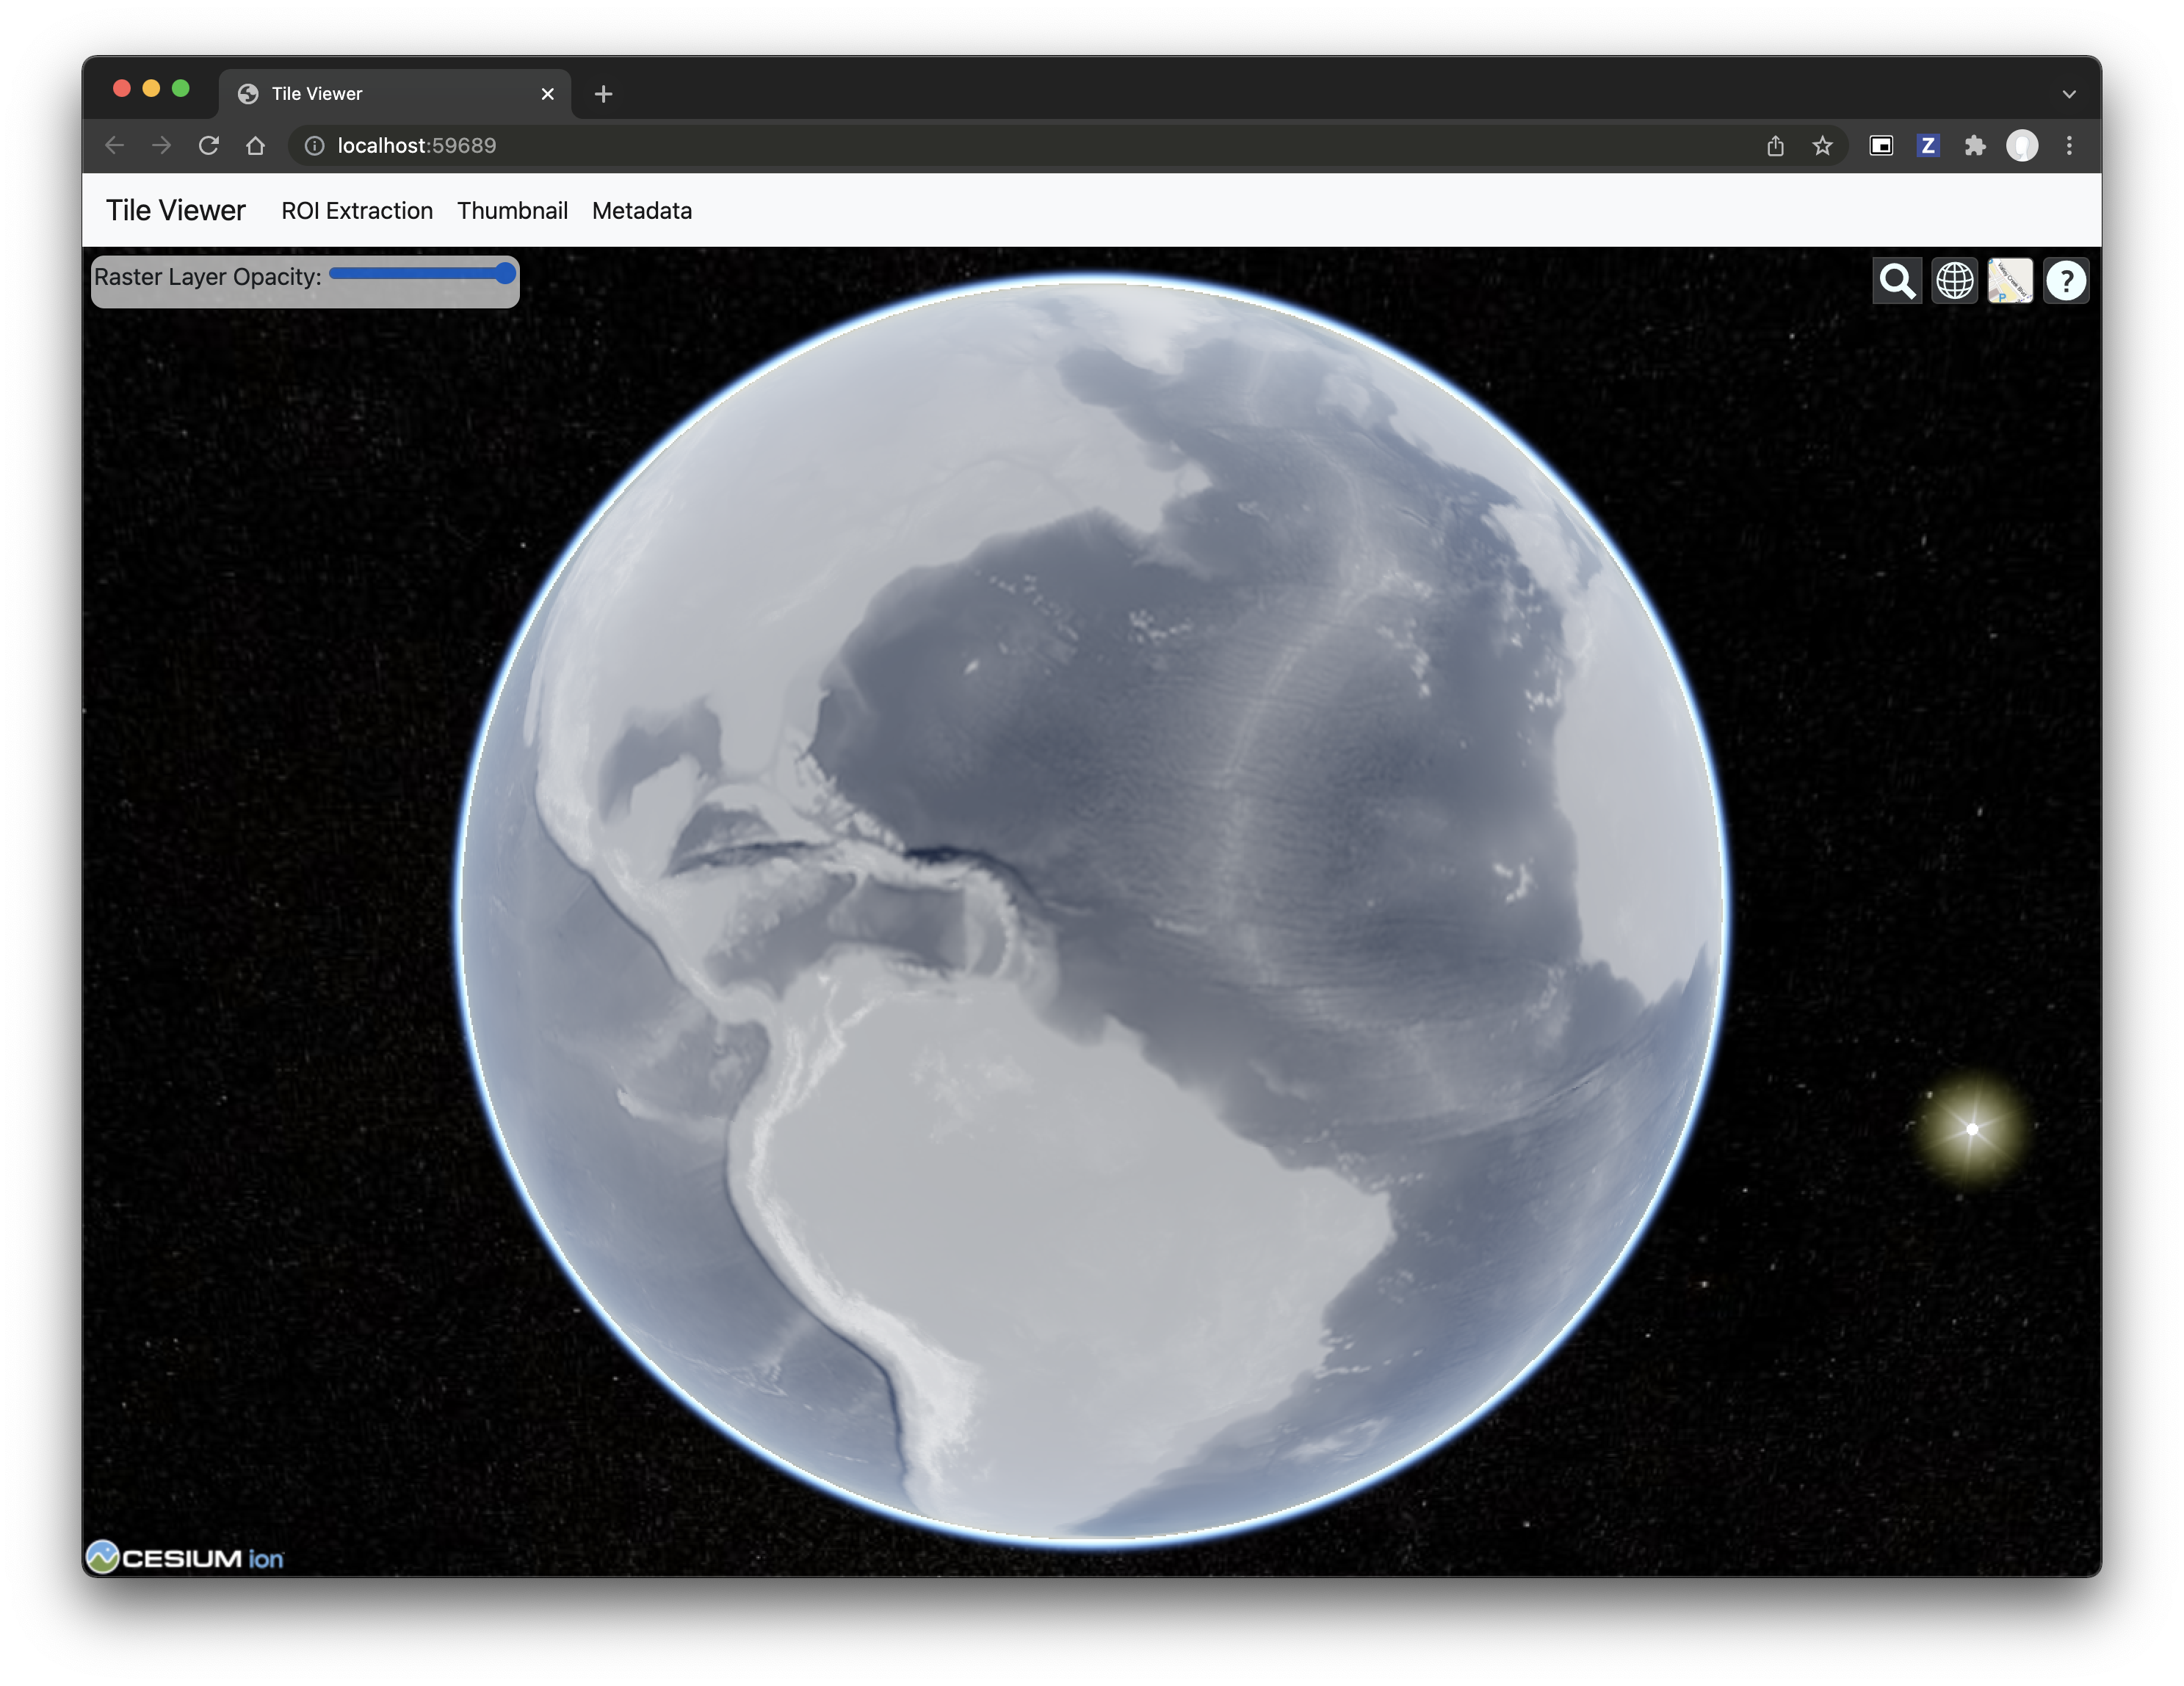 Tile Viewer
localhost:59689
Z
Tile Viewer ROI Extraction Thumbnail Metadata
Raster Layer Opacity:
?
P
CESIUM ion